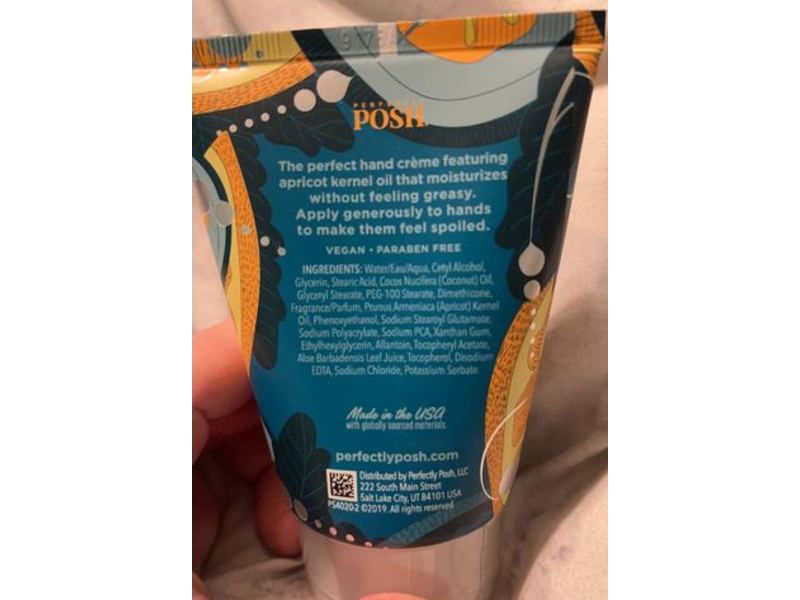 PERFECTLY
POSH
The perfect hand crème featuring
apricot kernel oil that moisturizes
without feeling greasy.
Apply generously to hands
to make them feel spoiled.
VEGAN • PARABEN FREE
INGREDIENTS: Water/Eau/Aqua, Cetyl Alcohol,
Glycerin, Stearic Acid, Cocos Nucifera (Coconut) Oil,
Glyceryl Stearate, PEG-100 Stearate, Dimethicone,
Fragrance/Parfum, Prunus Armeniaca (Apricot) Kernel
Oil, Phenoxyethanol, Sodium Stearoyl Glutamate,
Sodium Polyacrylate, Sodium PCA, Xanthan Gum,
Ethylhexylglycerin, Allantoin, Tocopheryl Acetate,
Aloe Barbadensis Leaf Juice, Tocopherol, Disodium
EDTA, Sodium Chloride, Potassium Sorbate.
Made in the USA
with globally sourced materials.
perfectlyposh.com
Distributed by Perfectly Posh, LLC
222 South Main Street
Salt Lake City, UT 84101 USA
PS4020-2 ©2019. All rights reserved